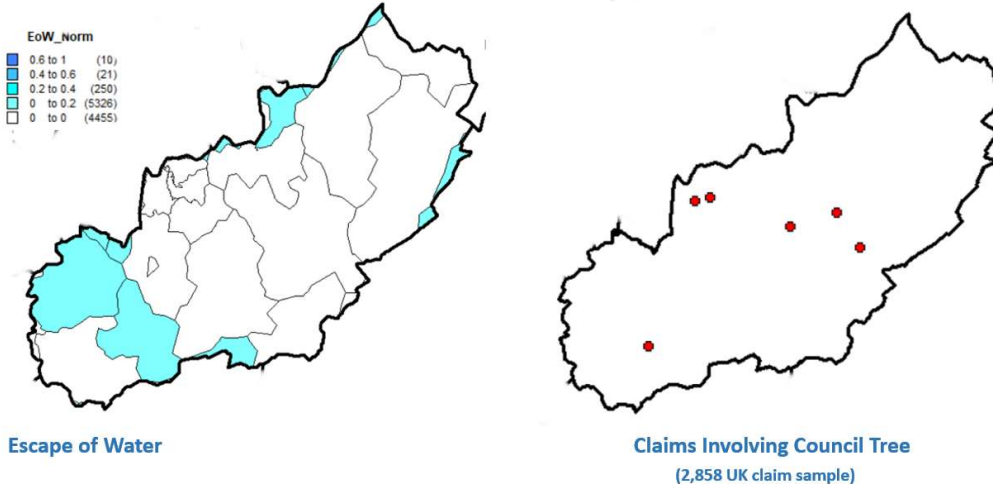 EoW_Norm
0.6 to 1 (10)
0.4 to 0.6 (21)
0.2 to 0.4 (250)
0 to 0.2 (5326)
0 to 0 (4455)
Escape of Water
Claims Involving Council Tree
(2,858 UK claim sample)